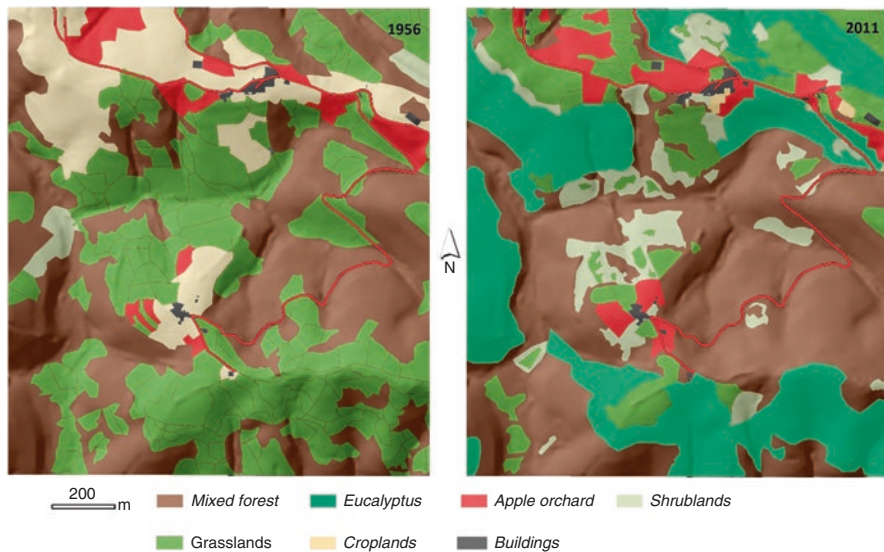 1956
2011
N
200
m
Mixed forest
Eucalyptus
Apple orchard
Shrublands
Grasslands
Croplands
Buildings